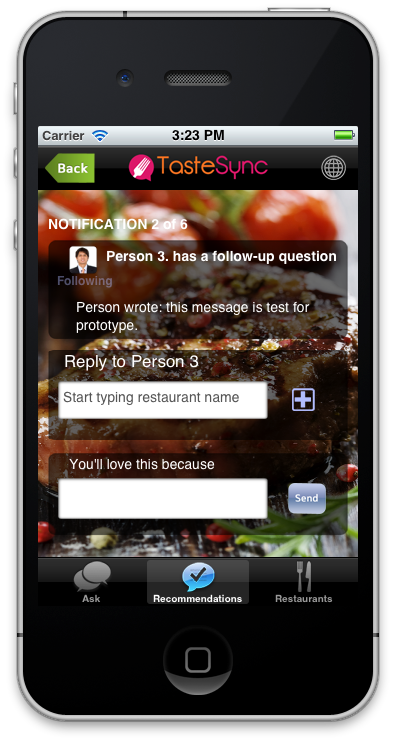 Carrier 3:23 PM
Back TasteSync
NOTIFICATION 2 of 6
Person 3. has a follow-up question
Following
Person wrote: this message is test for
prototype.
Reply to Person 3
Start typing restaurant name
You'll love this because
Send
Ask Recommendations Restaurants